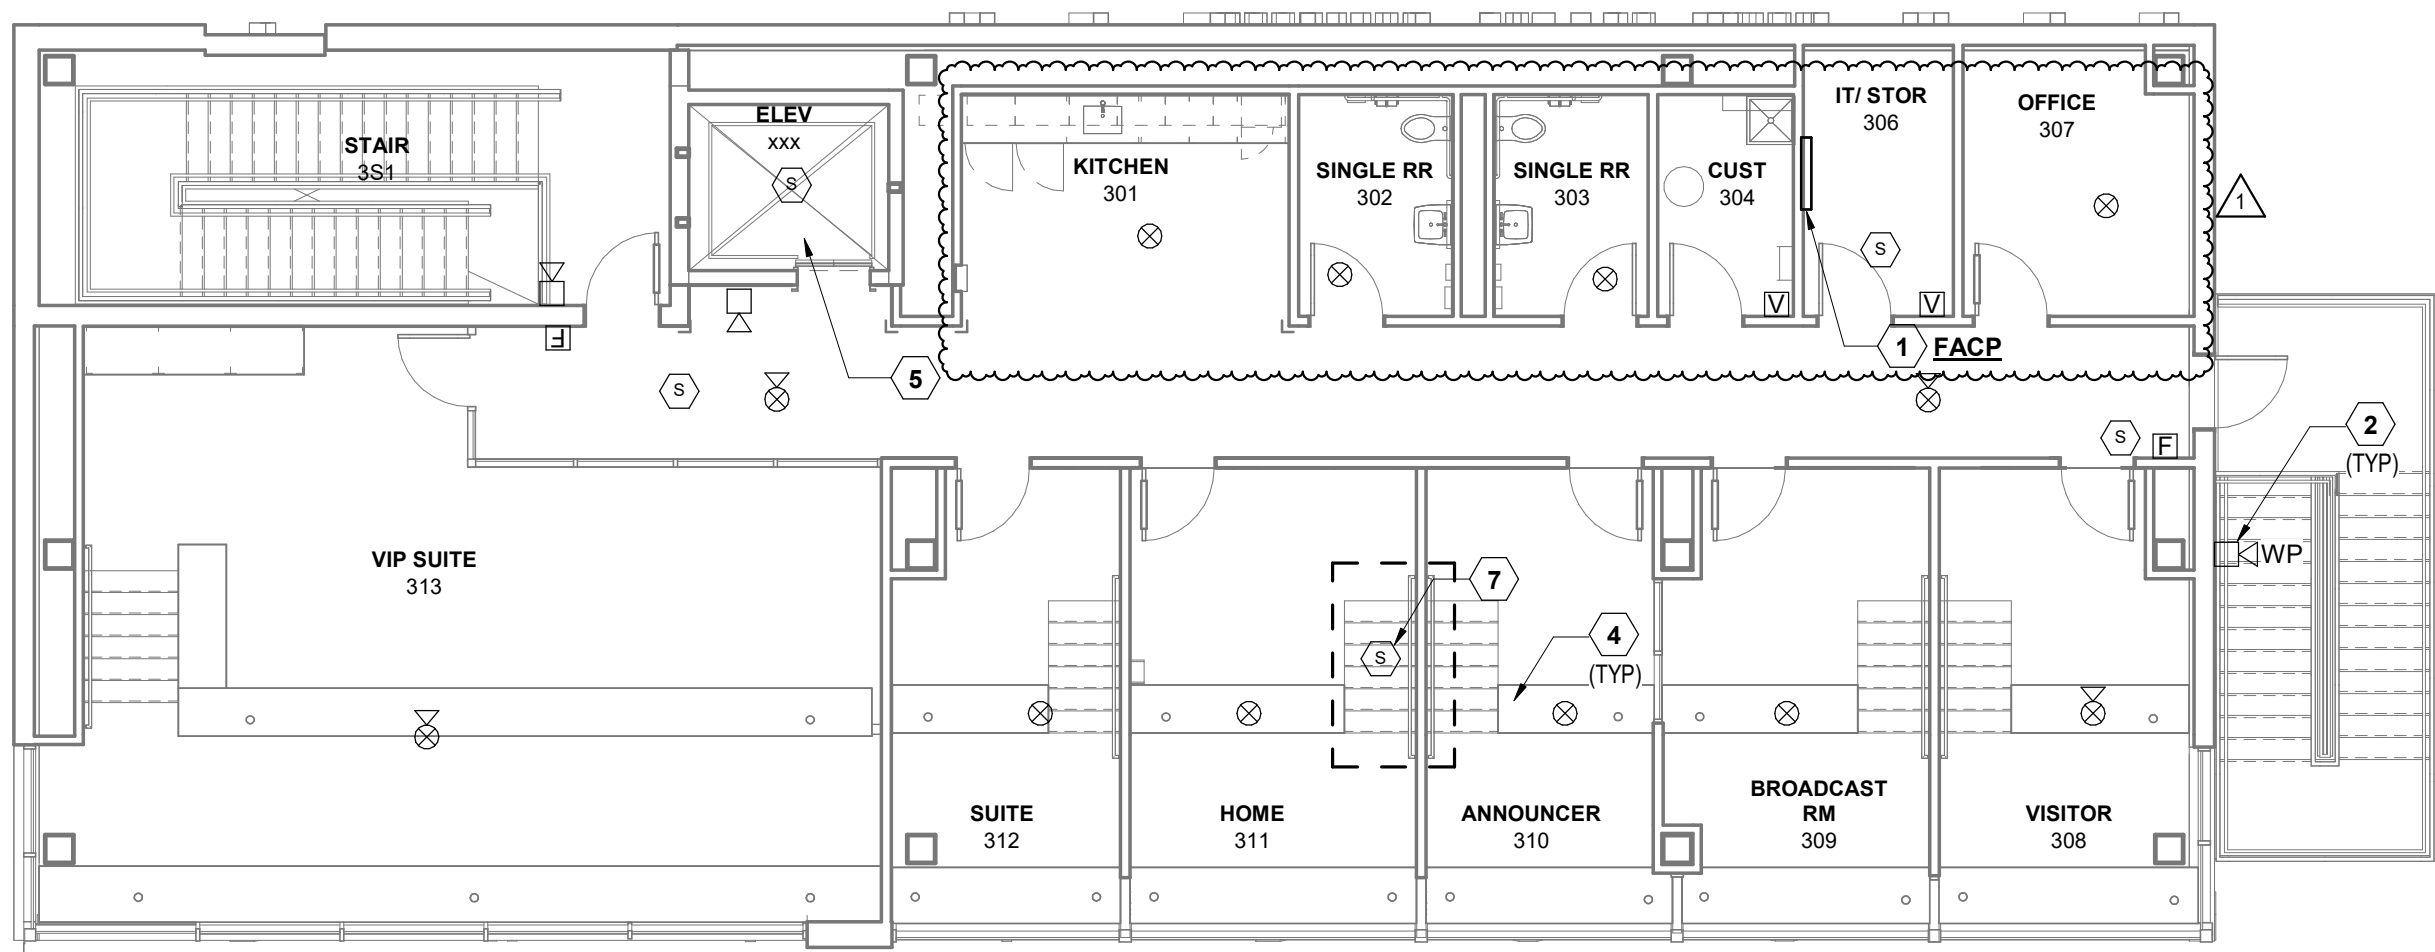 STAIR
3S1
ELEV
xxx
S
KITCHEN
301
SINGLE RR
302
SINGLE RR
303
CUST
304
IT/ STOR
306
OFFICE
307
S
V
V
1
F
5
1
FACP
S
S
F
2
(TYP)
WP
VIP SUITE
313
7
S
4
(TYP)
SUITE
312
HOME
311
ANNOUNCER
310
BROADCAST
RM
309
VISITOR
308